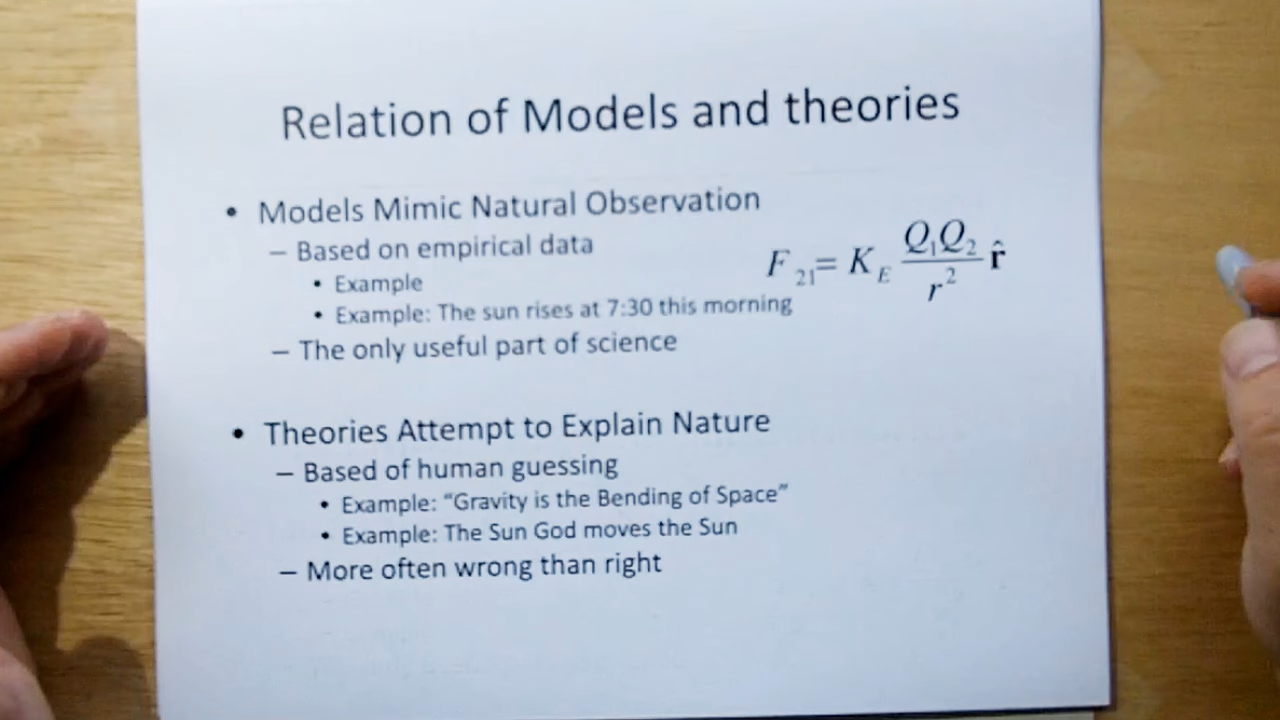 Relation of Models and theories
• Models Mimic Natural Observation
– Based on empirical data
• Example
F₂₁= K_E Q₁Q₂/r² r̂
• Example: The sun rises at 7:30 this morning
– The only useful part of science
• Theories Attempt to Explain Nature
– Based of human guessing
• Example: “Gravity is the Bending of Space”
• Example: The Sun God moves the Sun
– More often wrong than right